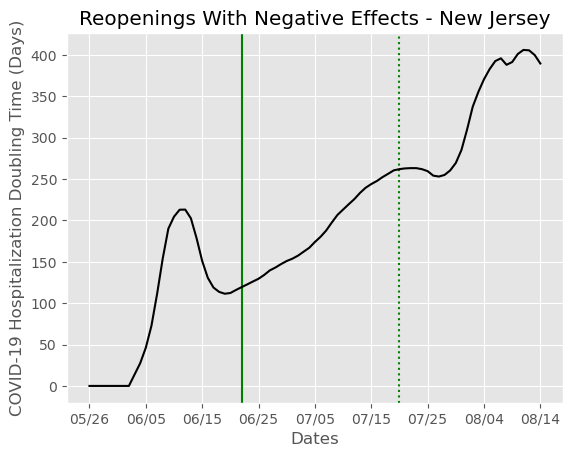 Reopenings With Negative Effects - New Jersey
COVID-19 Hospitalization Doubling Time (Days)
400
350
300
250
200
150
100
50
0
05/26 06/05 06/15 06/25 07/05 07/15 07/25 08/04 08/14
Dates